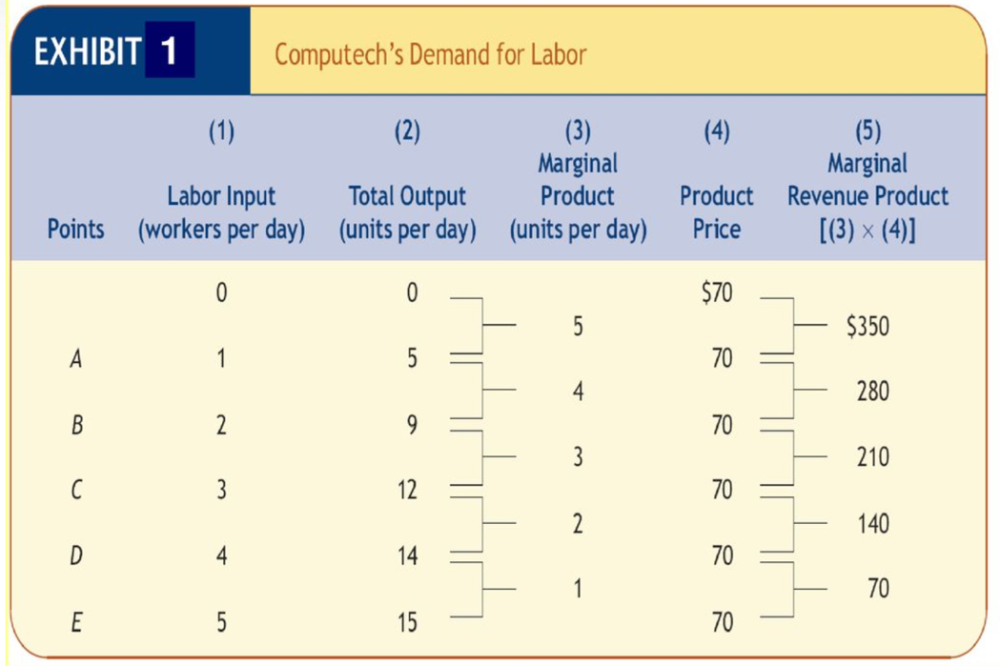 EXHIBIT 1 Computech's Demand for Labor
(1) (2) (3) (4) (5)
Marginal Marginal
Labor Input Total Output Product Product Revenue Product
Points (workers per day) (units per day) (units per day) Price [(3) × (4)]
0 0 $70
5 $350
A 1 5 70
4 280
B 2 9 70
3 210
C 3 12 70
2 140
D 4 14 70
1 70
E 5 15 70